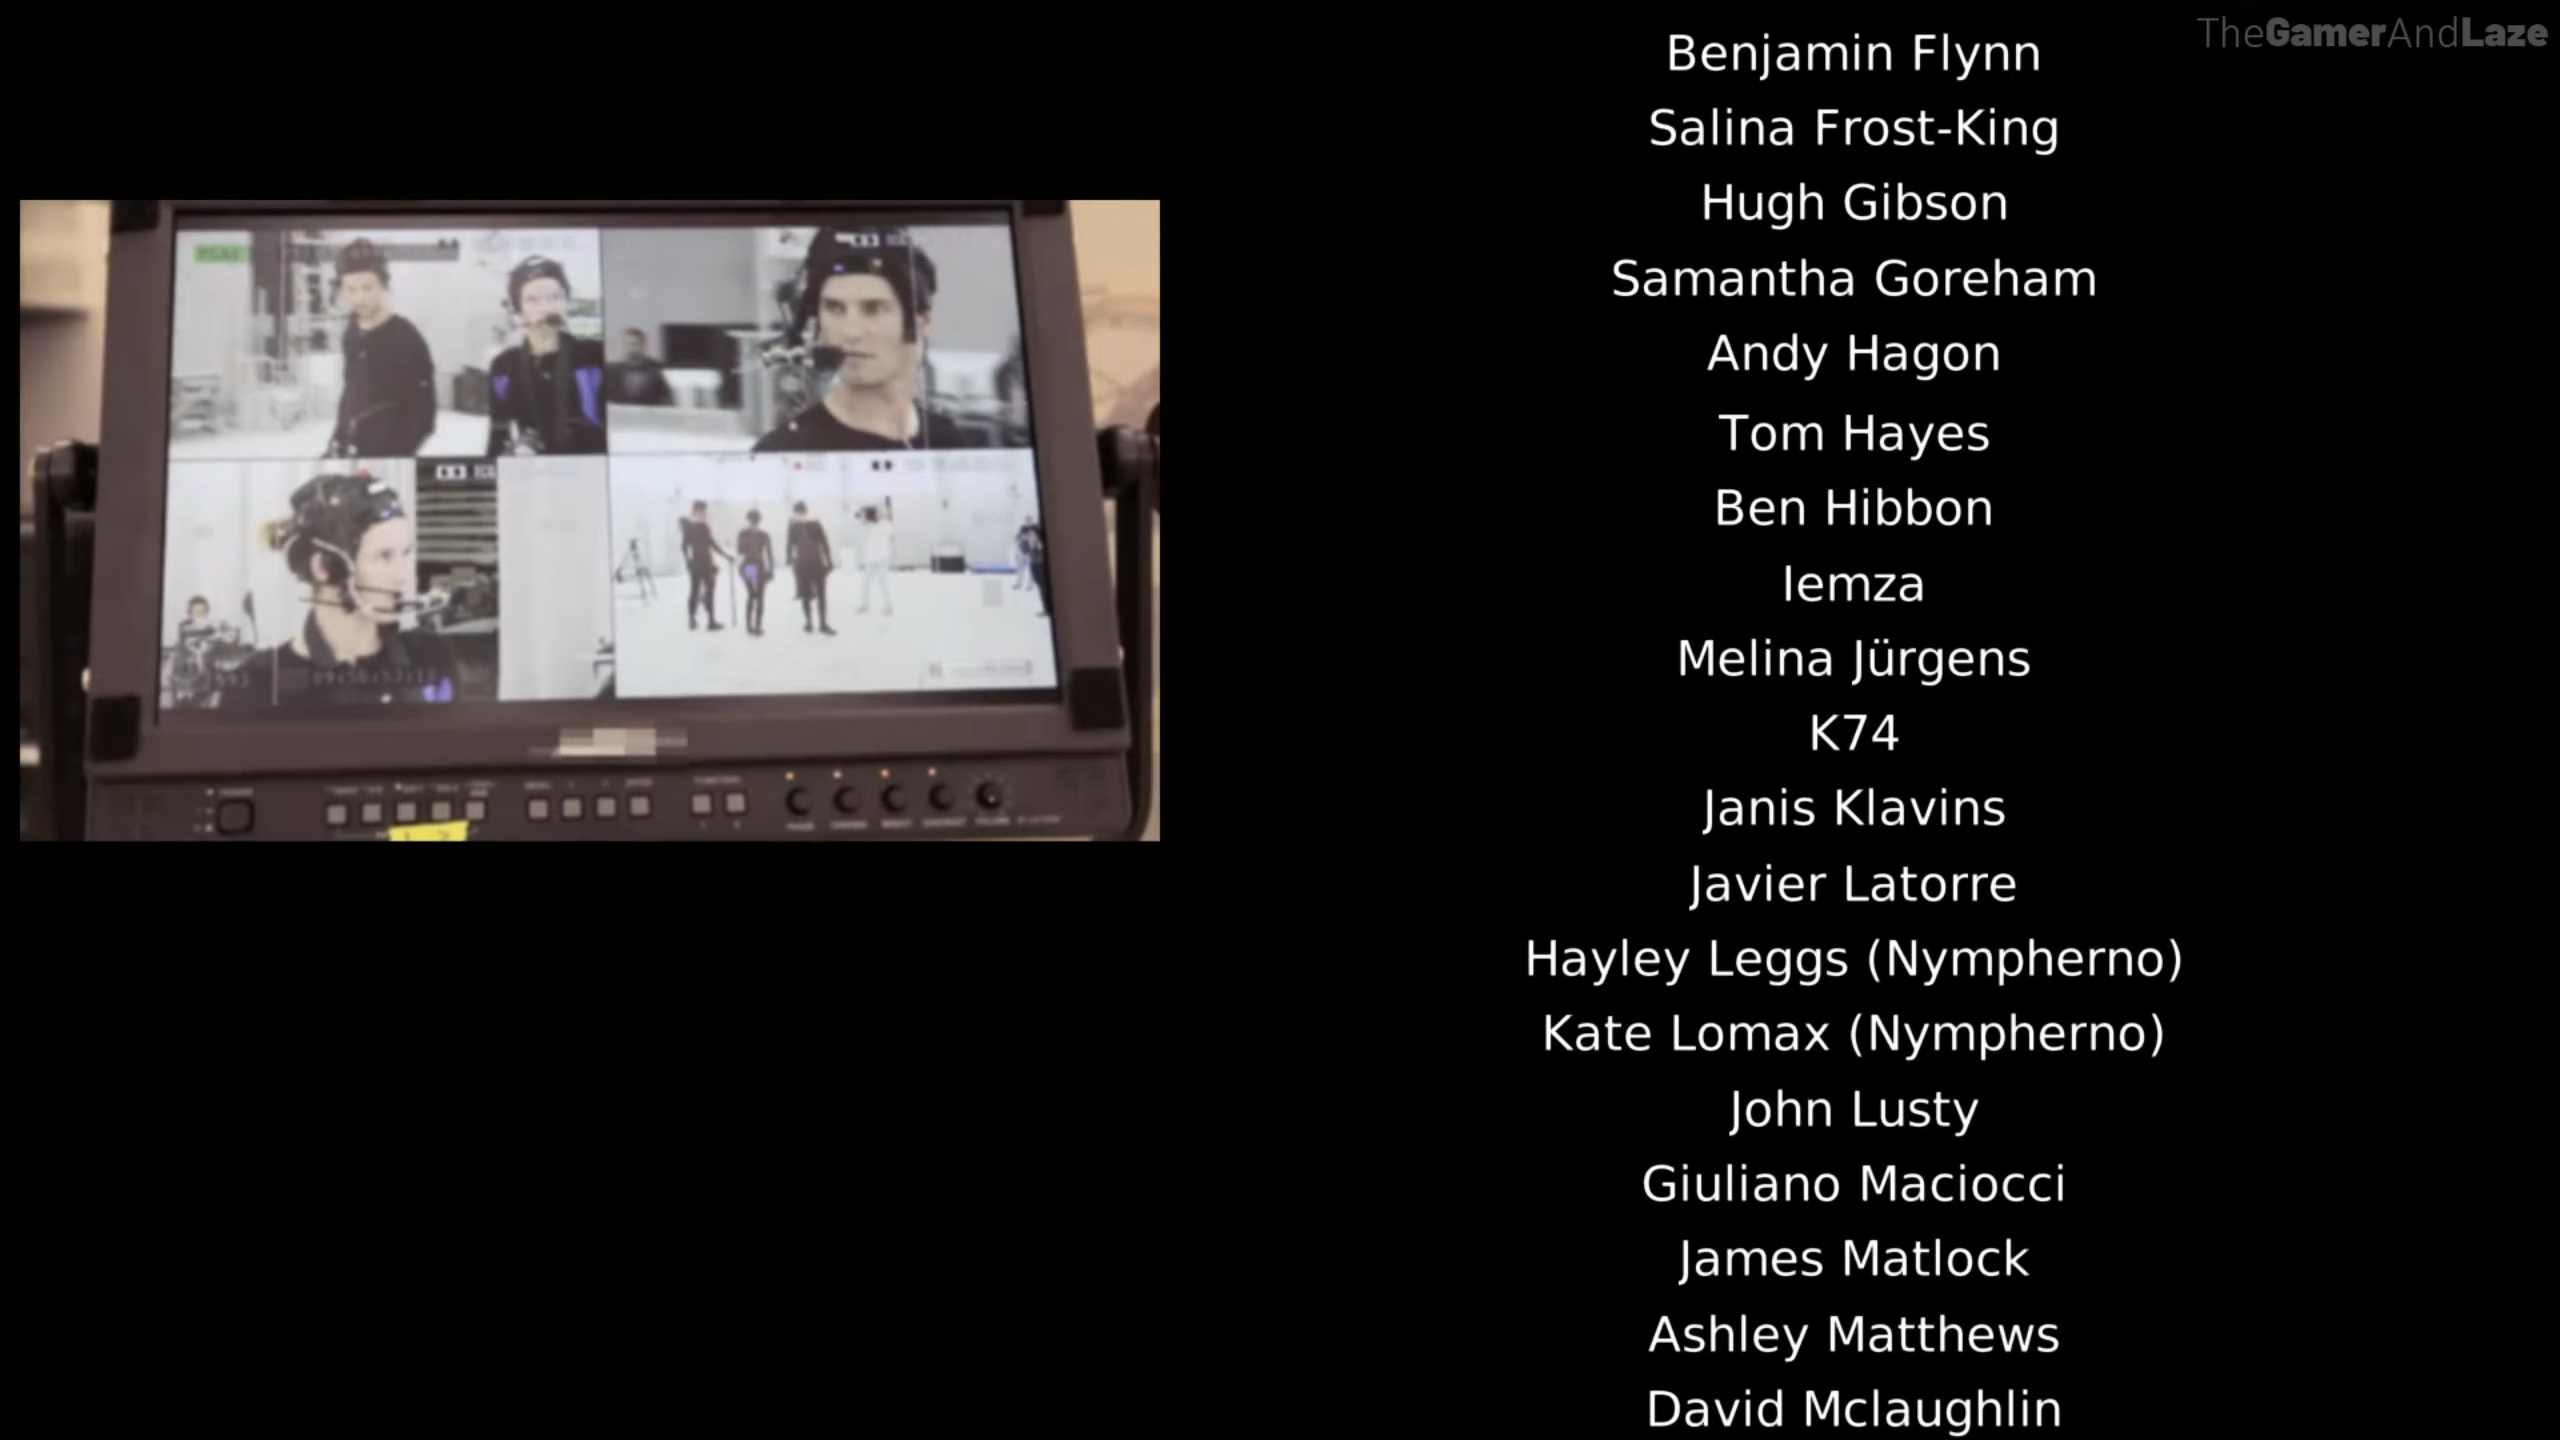 TheGamerAndLaze
Benjamin Flynn
Salina Frost-King
Hugh Gibson
Samantha Goreham
Andy Hagon
Tom Hayes
Ben Hibbon
Iemza
Melina Jürgens
K74
Janis Klavins
Javier Latorre
Hayley Leggs (Nympherno)
Kate Lomax (Nympherno)
John Lusty
Giuliano Maciocci
James Matlock
Ashley Matthews
David Mclaughlin
PLAY